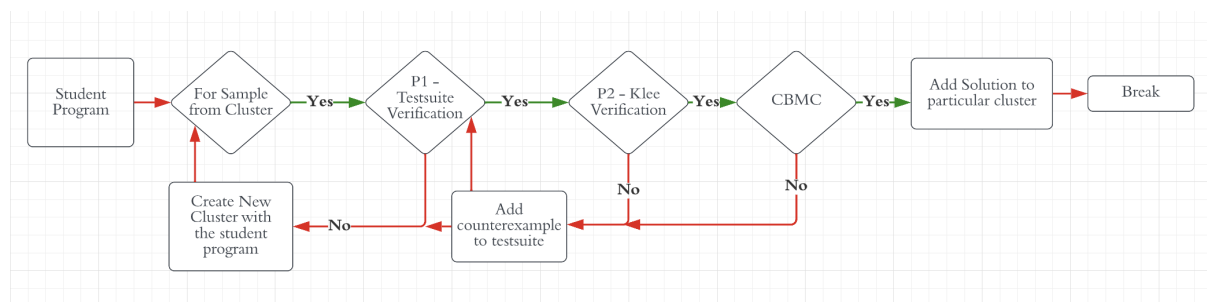 Student
Program
For Sample
from Cluster
Yes
P1 -
Testsuite
Verification
Yes
P2 - Klee
Verification
Yes
CBMC
Yes
Add Solution to
particular cluster
Break
Create New
Cluster with
the student
program
No
Add
counterexample
to testsuite
No
No